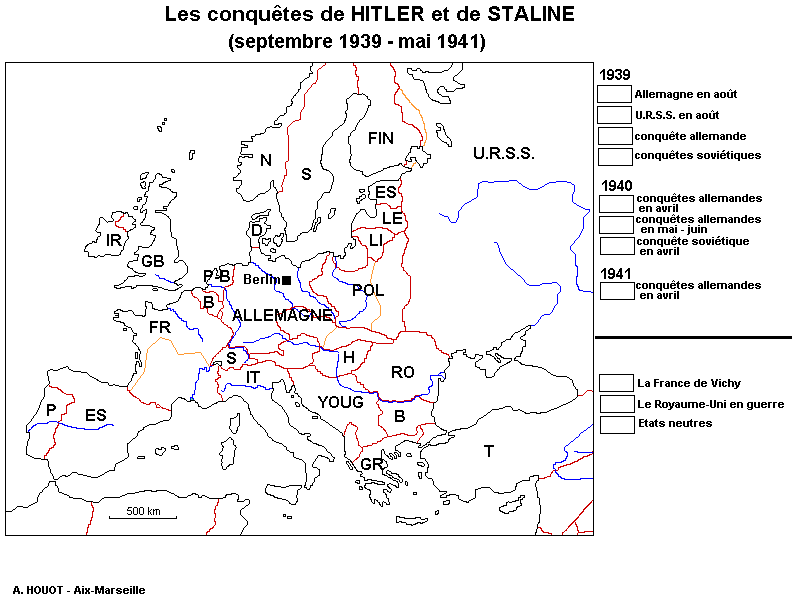 Les conquêtes de HITLER et de STALINE
(septembre 1939 - mai 1941)
1939
Allemagne en août
U.R.S.S. en août
conquête allemande
conquêtes soviétiques
1940
conquêtes allemandes
en avril
conquêtes allemandes
en mai - juin
conquête soviétique
en avril
1941
conquêtes allemandes
en avril
La France de Vichy
Le Royaume-Uni en guerre
Etats neutres
FIN
N
S
U.R.S.S.
ES
LE
D
IR
LI
GB
P-B
Berlin
POL
B
ALLEMAGNE
FR
S
H
RO
IT
P
ES
YOUG
B
GR
T
500 km
A. HOUOT - Aix-Marseille